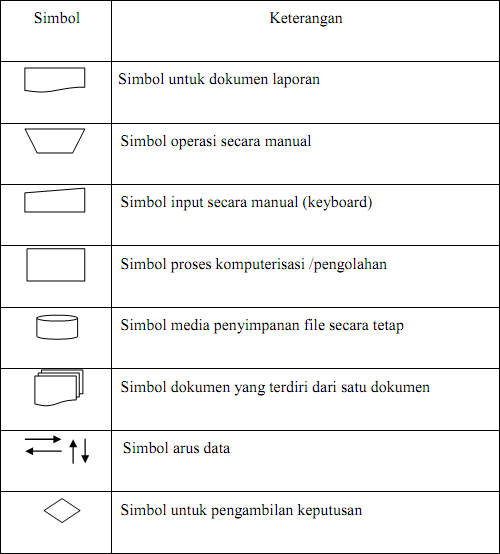 Simbol Keterangan
Simbol untuk dokumen laporan
Simbol operasi secara manual
Simbol input secara manual (keyboard)
Simbol proses komputerisasi /pengolahan
Simbol media penyimpanan file secara tetap
Simbol dokumen yang terdiri dari satu dokumen
Simbol arus data
Simbol untuk pengambilan keputusan